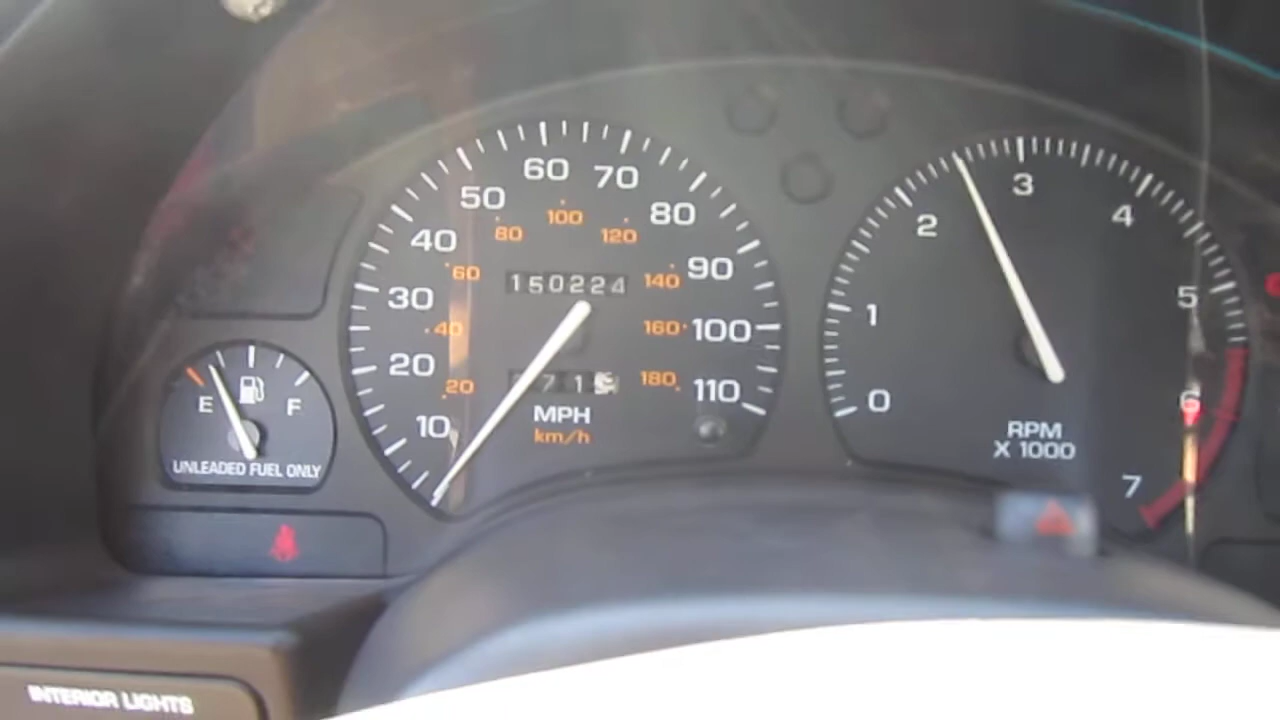 60 70
50
80
40
100
80 120
60 140
90
150224
30
40 160 100
20
20 180
110
10
MPH
km/h
E F
UNLEADED FUEL ONLY
3
2 4
1 5
0 6
RPM
X 1000
7
INTERIOR LIGHTS